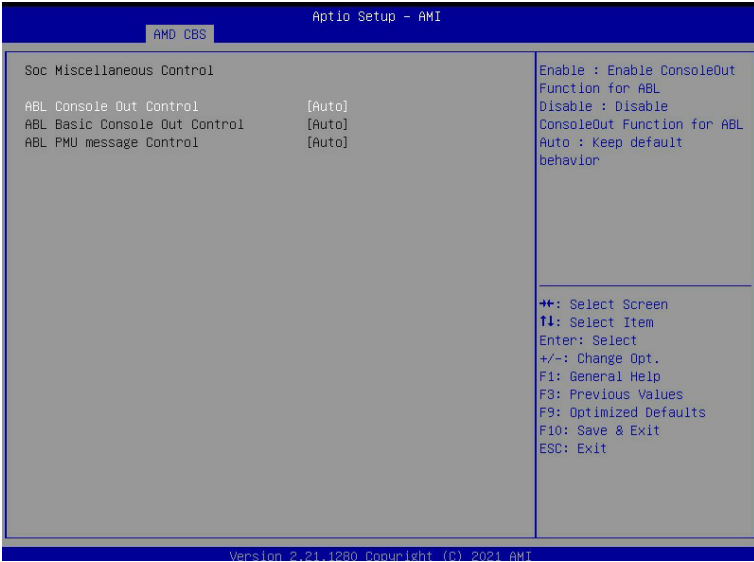 Aptio Setup – AMI
AMD CBS
Soc Miscellaneous Control
ABL Console Out Control [Auto]
ABL Basic Console Out Control [Auto]
ABL PMU message Control [Auto]
Enable : Enable ConsoleOut
Function for ABL
Disable : Disable
ConsoleOut Function for ABL
Auto : Keep default
behavior
→←: Select Screen
↑↓: Select Item
Enter: Select
+/-: Change Opt.
F1: General Help
F3: Previous Values
F9: Optimized Defaults
F10: Save & Exit
ESC: Exit
Version 2.21.1280 Copyright (C) 2021 AMI